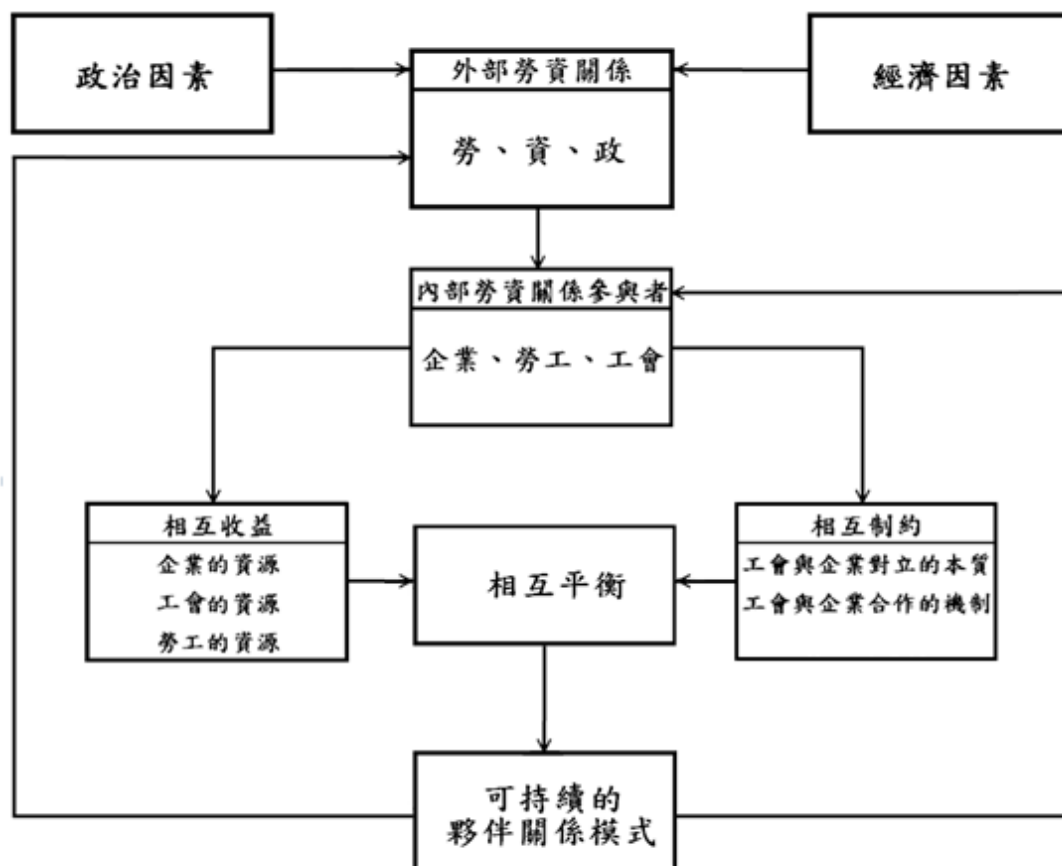 政治因素
外部勞資關係
勞、資、政
經濟因素
內部勞資關係參與者
企業、勞工、工會
相互收益
企業的資源
工會的資源
勞工的資源
相互平衡
相互制約
工會與企業對立的本質
工會與企業合作的機制
可持續的
夥伴關係模式